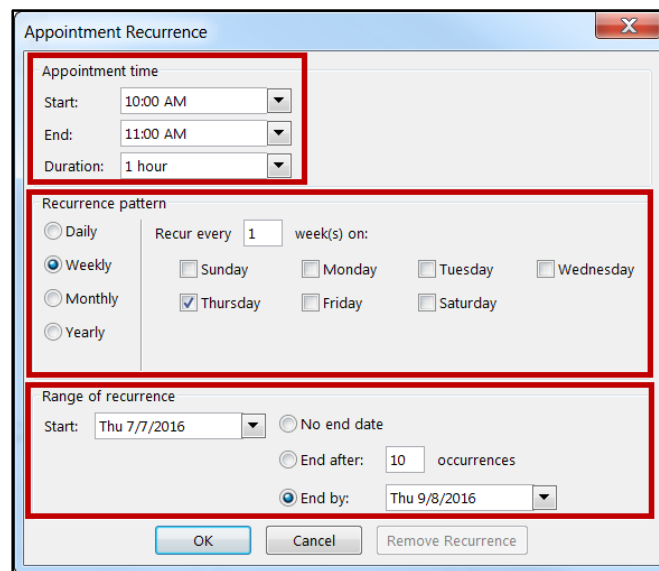 Appointment Recurrence
Appointment time
Start: 10:00 AM
End: 11:00 AM
Duration: 1 hour
Recurrence pattern
Daily Recur every 1 week(s) on:
Weekly Sunday Monday Tuesday Wednesday
Monthly Thursday Friday Saturday
Yearly
Range of recurrence
Start: Thu 7/7/2016 No end date
End after: 10 occurrences
End by: Thu 9/8/2016
OK Cancel Remove Recurrence